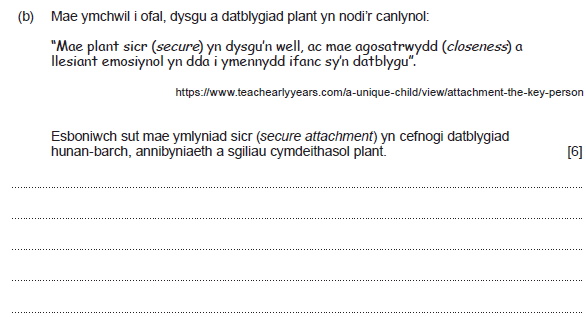 (b) Mae ymchwil i ofal, dysgu a datblygiad plant yn nodi'r canlynol:
"Mae plant sicr (secure) yn dysgu'n well, ac mae agosatrwydd (closeness) a
llesiant emosiynol yn dda i ymennydd ifanc sy'n datblygu".
https://www.teachearlyyears.com/a-unique-child/view/attachment-the-key-person
Esboniwch sut mae ymlyniad sicr (secure attachment) yn cefnogi datblygiad
hunan-barch, annibyniaeth a sgiliau cymdeithasol plant. [6]